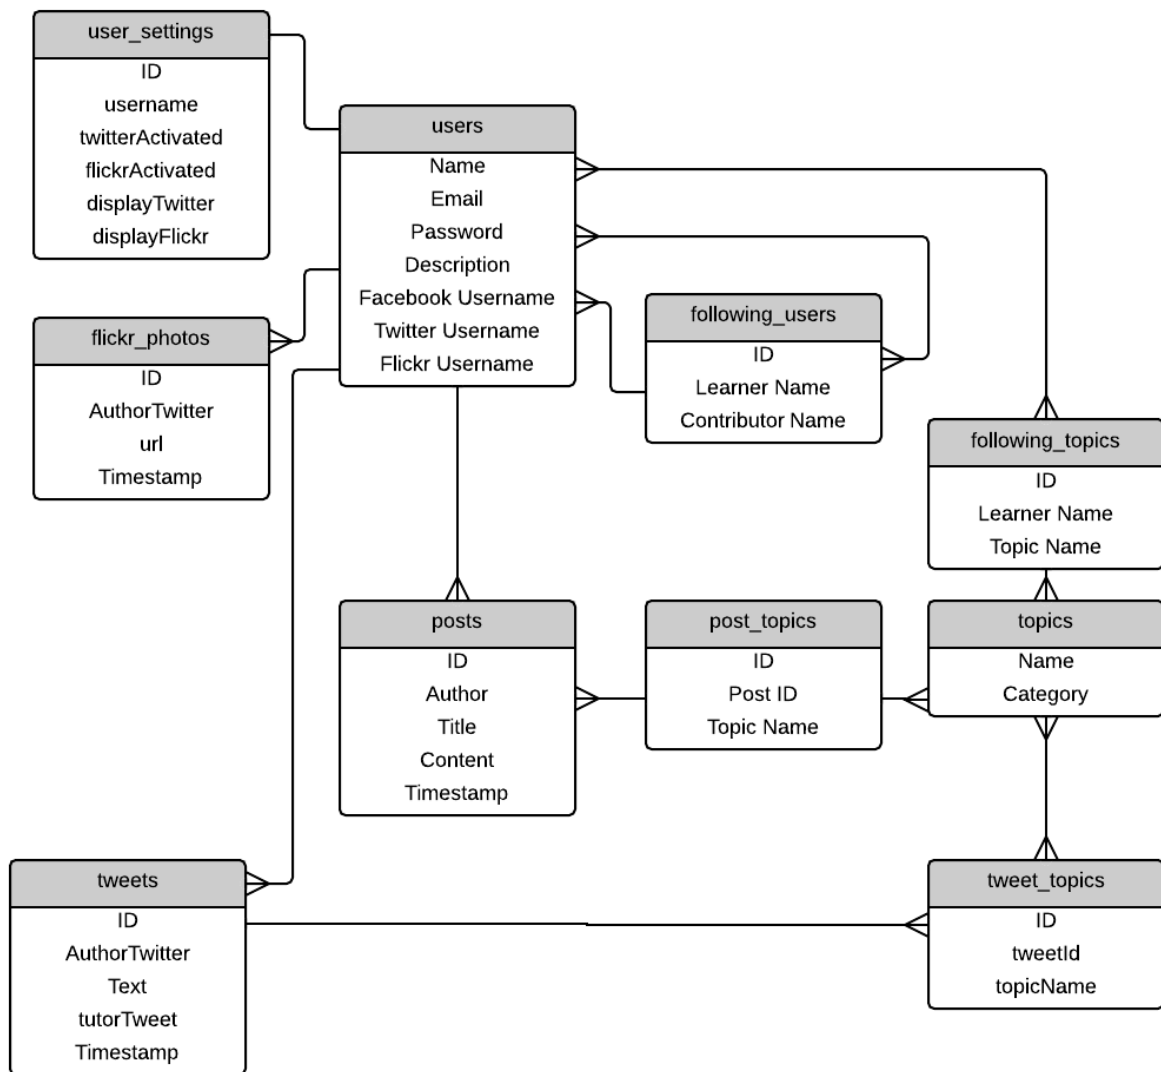 user_settings
ID
username
twitterActivated
flickrActivated
displayTwitter
displayFlickr
users
Name
Email
Password
Description
Facebook Username
Twitter Username
Flickr Username
flickr_photos
ID
AuthorTwitter
url
Timestamp
following_users
ID
Learner Name
Contributor Name
following_topics
ID
Learner Name
Topic Name
posts
ID
Author
Title
Content
Timestamp
post_topics
ID
Post ID
Topic Name
topics
Name
Category
tweets
ID
AuthorTwitter
Text
tutorTweet
Timestamp
tweet_topics
ID
tweetId
topicName